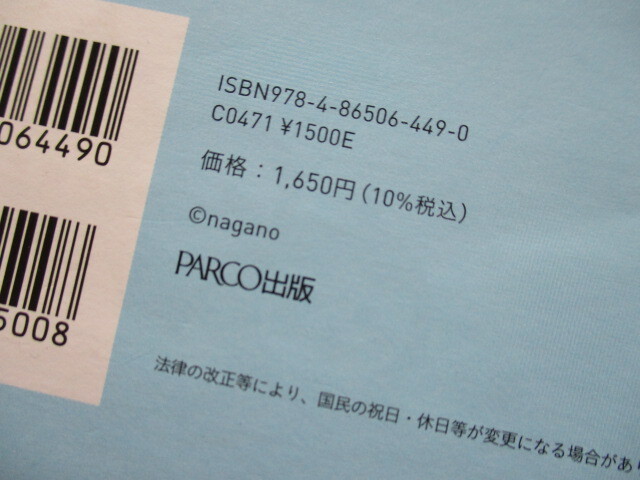 064490
5008
ISBN978-4-86506-449-0
C0471 ¥1500E
価格：1,650円(10%税込)
©nagano
PARCO出版
法律の改正等により、国民の祝日・休日等が変更になる場合があり